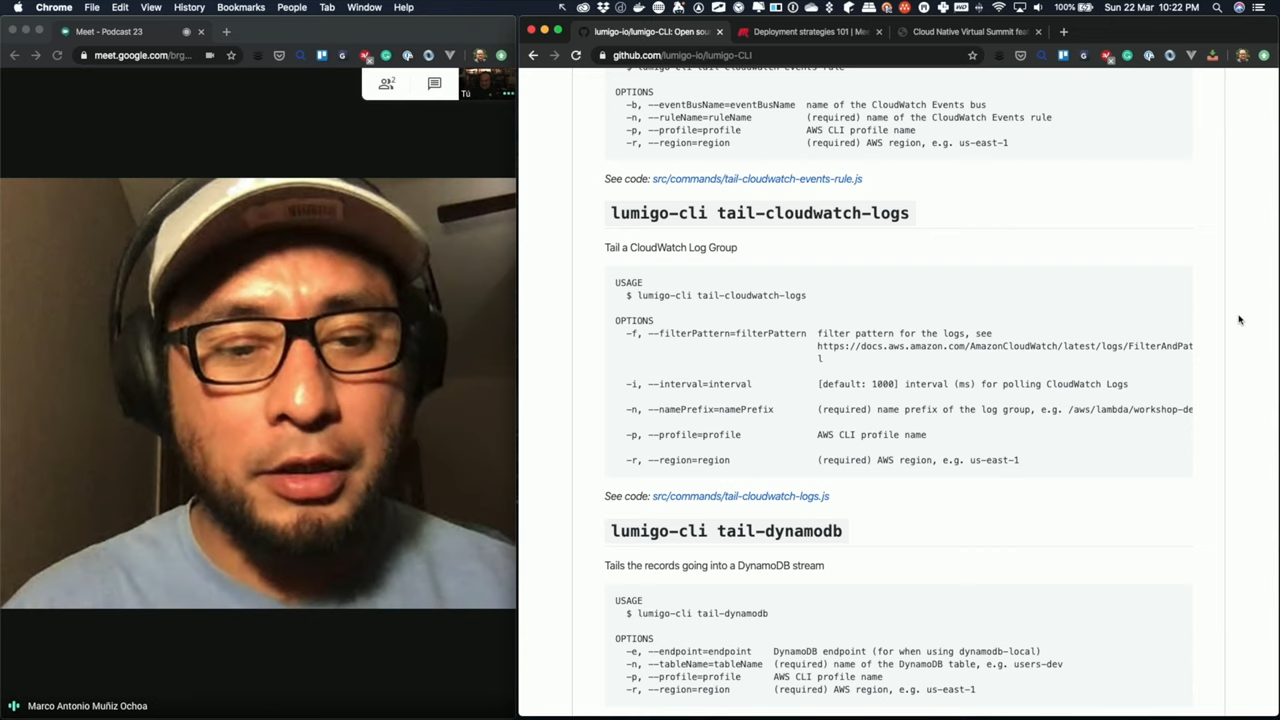 Chrome File Edit View History Bookmarks People Tab Window Help
100% Sun 22 Mar 10:22 PM
Meet - Podcast 23
meet.google.com/brg...
2
Tú
Marco Antonio Muñiz Ochoa
lumigo-io/lumigo-CLI: Open sou
Deployment strategies 101 | Me
Cloud Native Virtual Summit fea
github.com/lumigo-io/lumigo-CLI
$ lumigo-cli tail-cloudwatch-events-rule
OPTIONS
-b, --eventBusName=eventBusName name of the CloudWatch Events bus
-n, --ruleName=ruleName (required) name of the CloudWatch Events rule
-p, --profile=profile AWS CLI profile name
-r, --region=region (required) AWS region, e.g. us-east-1
See code: src/commands/tail-cloudwatch-events-rule.js
lumigo-cli tail-cloudwatch-logs
Tail a CloudWatch Log Group
USAGE
$ lumigo-cli tail-cloudwatch-logs
OPTIONS
-f, --filterPattern=filterPattern filter pattern for the logs, see
https://docs.aws.amazon.com/AmazonCloudWatch/latest/logs/FilterAndPat
l
-i, --interval=interval [default: 1000] interval (ms) for polling CloudWatch Logs
-n, --namePrefix=namePrefix (required) name prefix of the log group, e.g. /aws/lambda/workshop-de
-p, --profile=profile AWS CLI profile name
-r, --region=region (required) AWS region, e.g. us-east-1
See code: src/commands/tail-cloudwatch-logs.js
lumigo-cli tail-dynamodb
Tails the records going into a DynamoDB stream
USAGE
$ lumigo-cli tail-dynamodb
OPTIONS
-e, --endpoint=endpoint DynamoDB endpoint (for when using dynamodb-local)
-n, --tableName=tableName (required) name of the DynamoDB table, e.g. users-dev
-p, --profile=profile AWS CLI profile name
-r, --region=region (required) AWS region, e.g. us-east-1